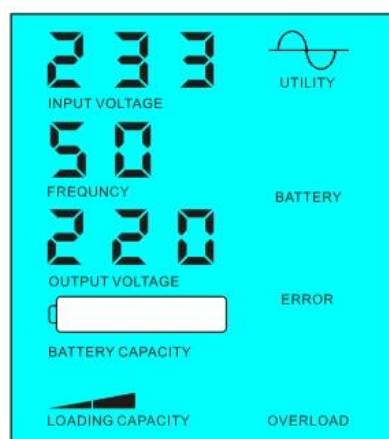 233
UTILITY
INPUT VOLTAGE
50
FREQUNCY
BATTERY
220
OUTPUT VOLTAGE
ERROR
BATTERY CAPACITY
LOADING CAPACITY
OVERLOAD